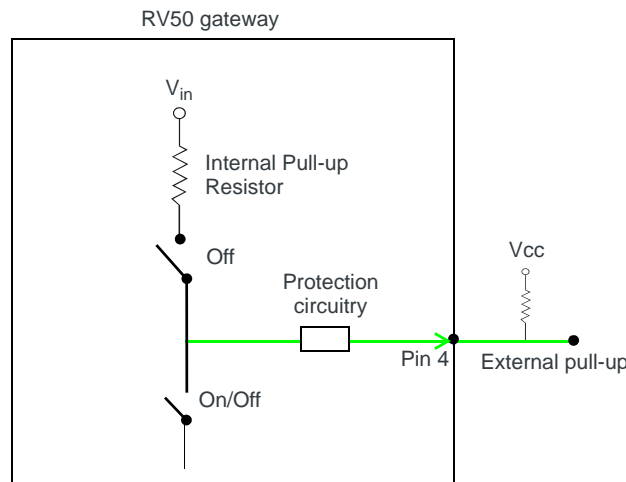 RV50 gateway
Vin
Internal Pull-up
Resistor
Off
Protection
circuitry
Vcc
Pin 4
External pull-up
On/Off